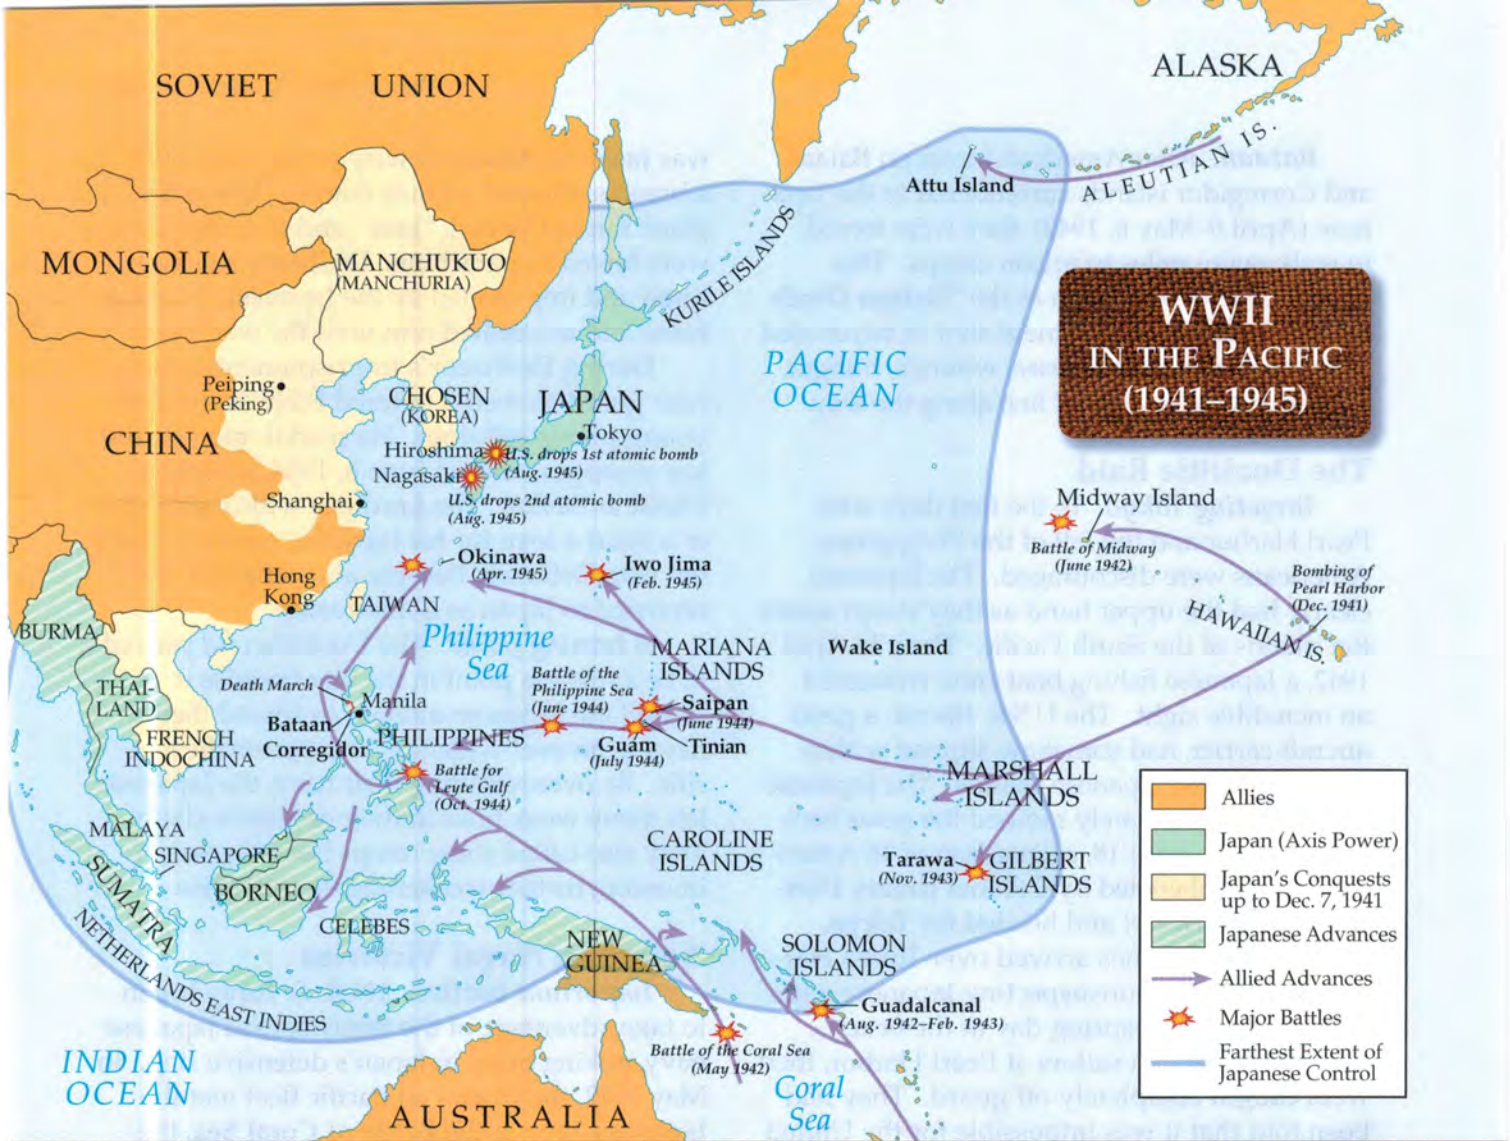 SOVIET UNION
ALASKA
ALEUTIAN IS.
Attu Island
MONGOLIA
MANCHUKUO
(MANCHURIA)
KURILE ISLANDS
WWII
IN THE PACIFIC
(1941–1945)
PACIFIC
OCEAN
Peiping
(Peking)
CHOSEN
(KOREA)
JAPAN
Tokyo
CHINA
Hiroshima
U.S. drops 1st atomic bomb
(Aug. 1945)
Nagasaki
U.S. drops 2nd atomic bomb
(Aug. 1945)
Shanghai
Midway Island
Battle of Midway
(June 1942)
Okinawa
(Apr. 1945)
Iwo Jima
(Feb. 1945)
Bombing of
Pearl Harbor
(Dec. 1941)
Hong
Kong
TAIWAN
HAWAIIAN IS.
BURMA
Philippine
Sea
MARIANA
ISLANDS
Wake Island
THAI-
LAND
Death March
Manila
Battle of the
Philippine Sea
(June 1944)
Saipan
(June 1944)
Bataan
Corregidor
PHILIPPINES
Guam
(July 1944)
Tinian
FRENCH
INDOCHINA
Battle for
Leyte Gulf
(Oct. 1944)
MARSHALL
ISLANDS
MALAYA
SINGAPORE
CAROLINE
ISLANDS
Tarawa
(Nov. 1943)
GILBERT
ISLANDS
SUMATRA
BORNEO
CELEBES
NEW
GUINEA
SOLOMON
ISLANDS
NETHERLANDS EAST INDIES
Guadalcanal
(Aug. 1942–Feb. 1943)
Battle of the Coral Sea
(May 1942)
INDIAN
OCEAN
AUSTRALIA
Coral
Sea
Allies
Japan (Axis Power)
Japan's Conquests
up to Dec. 7, 1941
Japanese Advances
Allied Advances
Major Battles
Farthest Extent of
Japanese Control